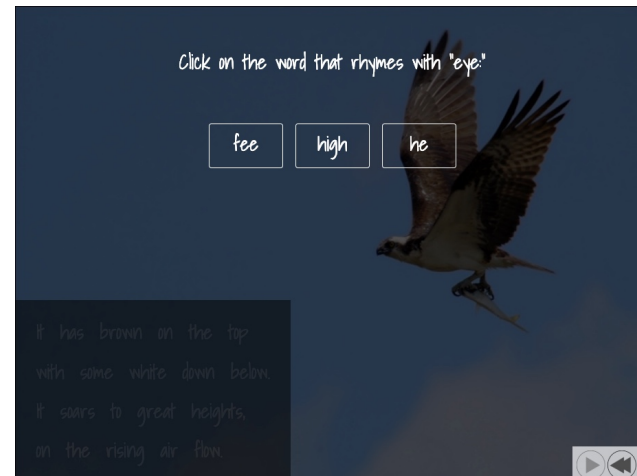 Click on the word that rhymes with "eye:"
fee high he
It has brown on the top
with some white down below.
It soars to great heights,
on the rising air flow.